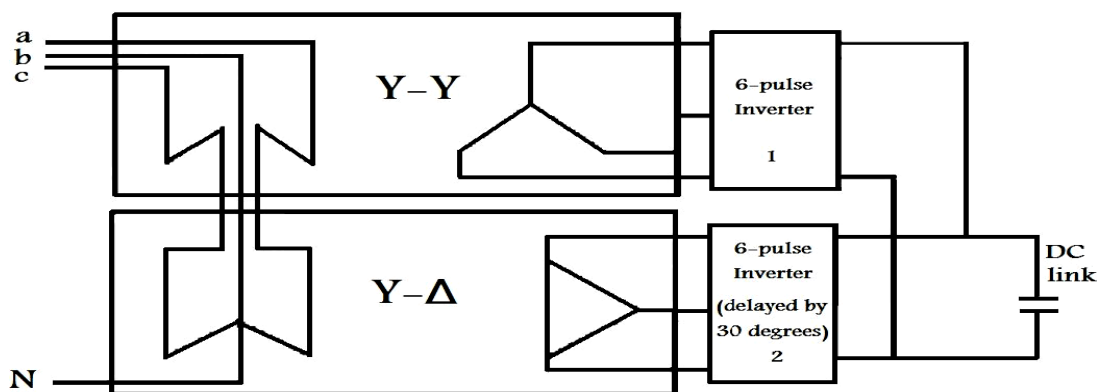 a
b
c
Y-Y
6-pulse
Inverter
1
Y-Δ
6-pulse
Inverter
(delayed by
30 degrees)
2
DC
link
N